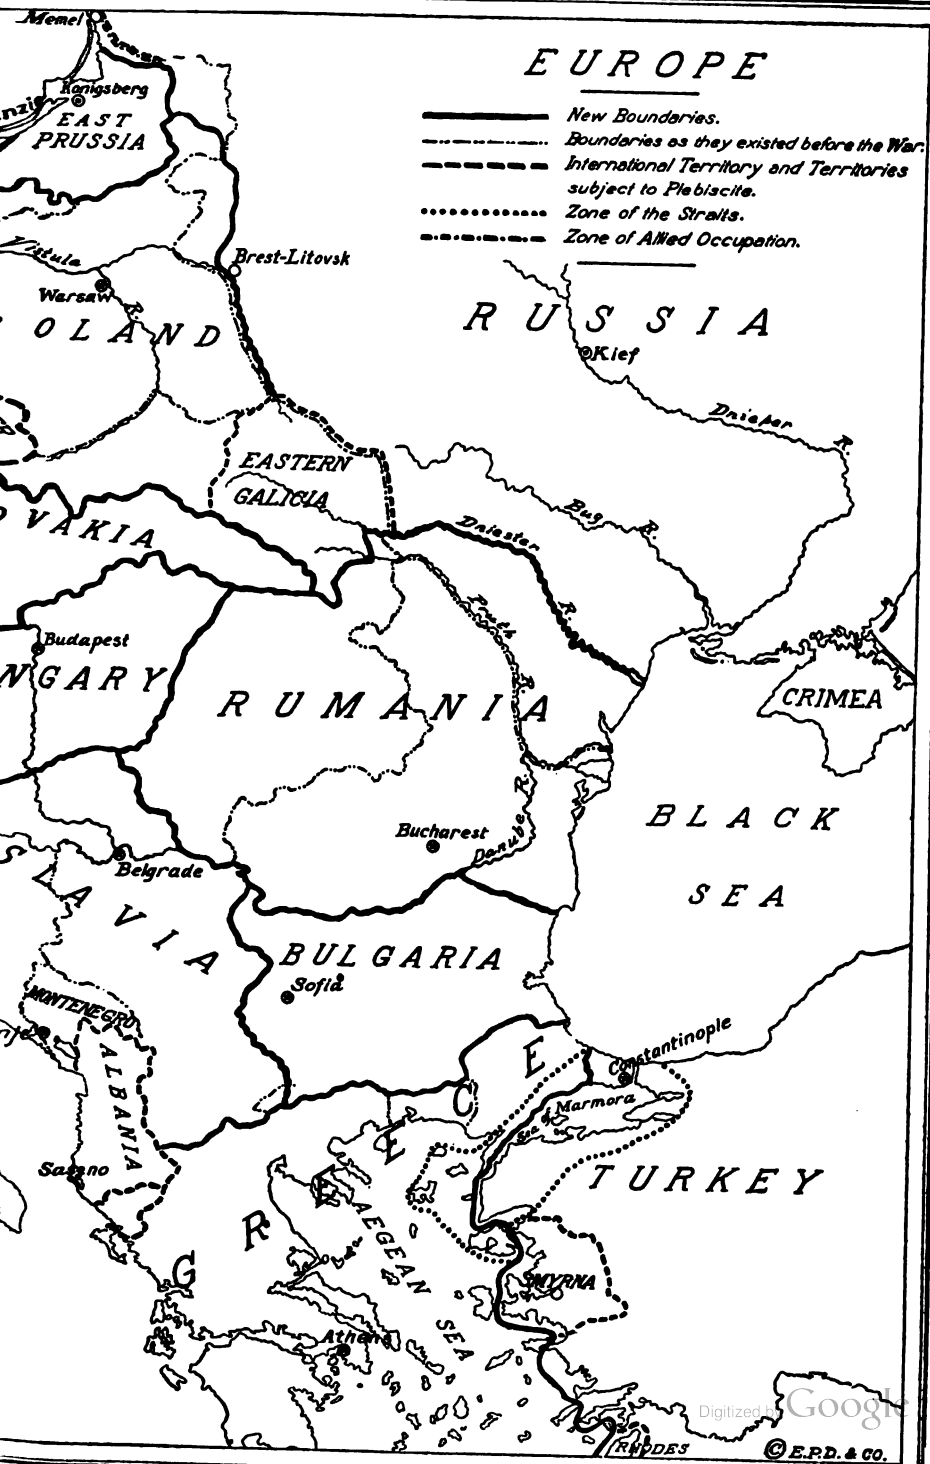 EUROPE
New Boundaries.
Boundaries as they existed before the War.
International Territory and Territories
subject to Plebiscite.
Zone of the Straits.
Zone of Allied Occupation.
Memel
Konigsberg
nzig
EAST
PRUSSIA
Vistula
R.
Brest-Litovsk
Warsaw
OLAND
RUSSIA
Kief
Dnieper R.
EASTERN
GALICIA
Bug R.
OVAKIA
Dniester R.
Pruth R.
Budapest
NGARY
RUMANIA
CRIMEA
BLACK
SEA
Bucharest
Danube R.
Belgrade
LAVIA
BULGARIA
Sofia
MONTENEGRO
ALBANIA
Constantinople
Sea of Marmora
Saseno
GREECE
TURKEY
AEGEAN
SEA
SMYRNA
Athens
RHODES
Digitized by Google
© E.P.D. & CO.